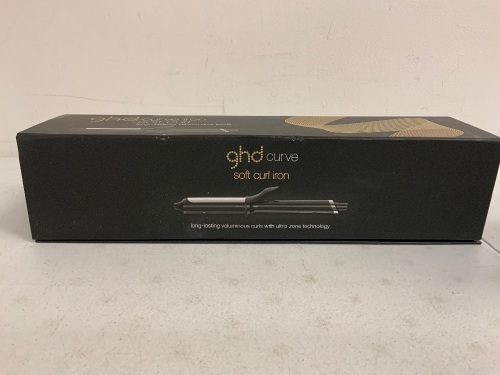 ghd curve
soft curl iron
long-lasting voluminous curls with ultra-zone technology